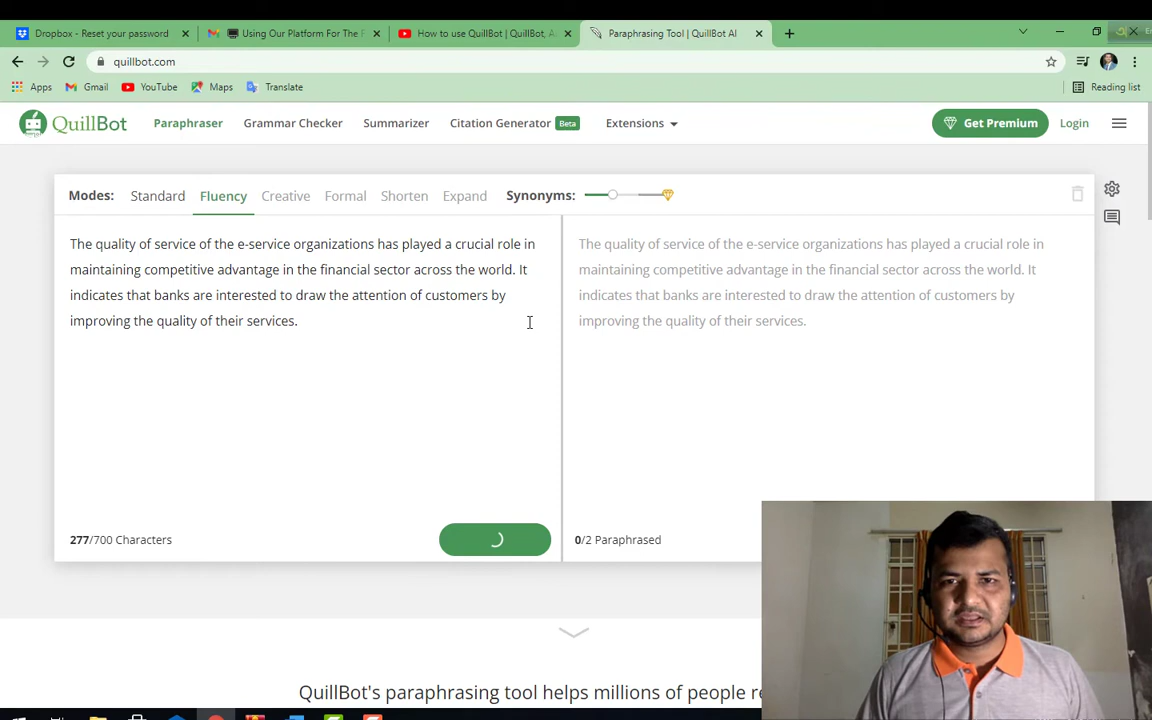 Dropbox - Reset your password
Using Our Platform For The F
How to use QuillBot | QuillBot, A
Paraphrasing Tool | QuillBot AI
quillbot.com
Apps Gmail YouTube Maps Translate Reading list
QuillBot Paraphraser Grammar Checker Summarizer Citation Generator Beta Extensions Get Premium Login
Modes: Standard Fluency Creative Formal Shorten Expand Synonyms:
The quality of service of the e-service organizations has played a crucial role in
maintaining competitive advantage in the financial sector across the world. It
indicates that banks are interested to draw the attention of customers by
improving the quality of their services.
The quality of service of the e-service organizations has played a crucial role in
maintaining competitive advantage in the financial sector across the world. It
indicates that banks are interested to draw the attention of customers by
improving the quality of their services.
277/700 Characters
0/2 Paraphrased
QuillBot's paraphrasing tool helps millions of people re